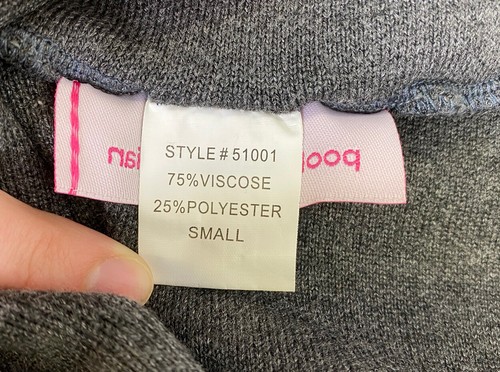 STYLE # 51001
75%VISCOSE
25%POLYESTER
SMALL